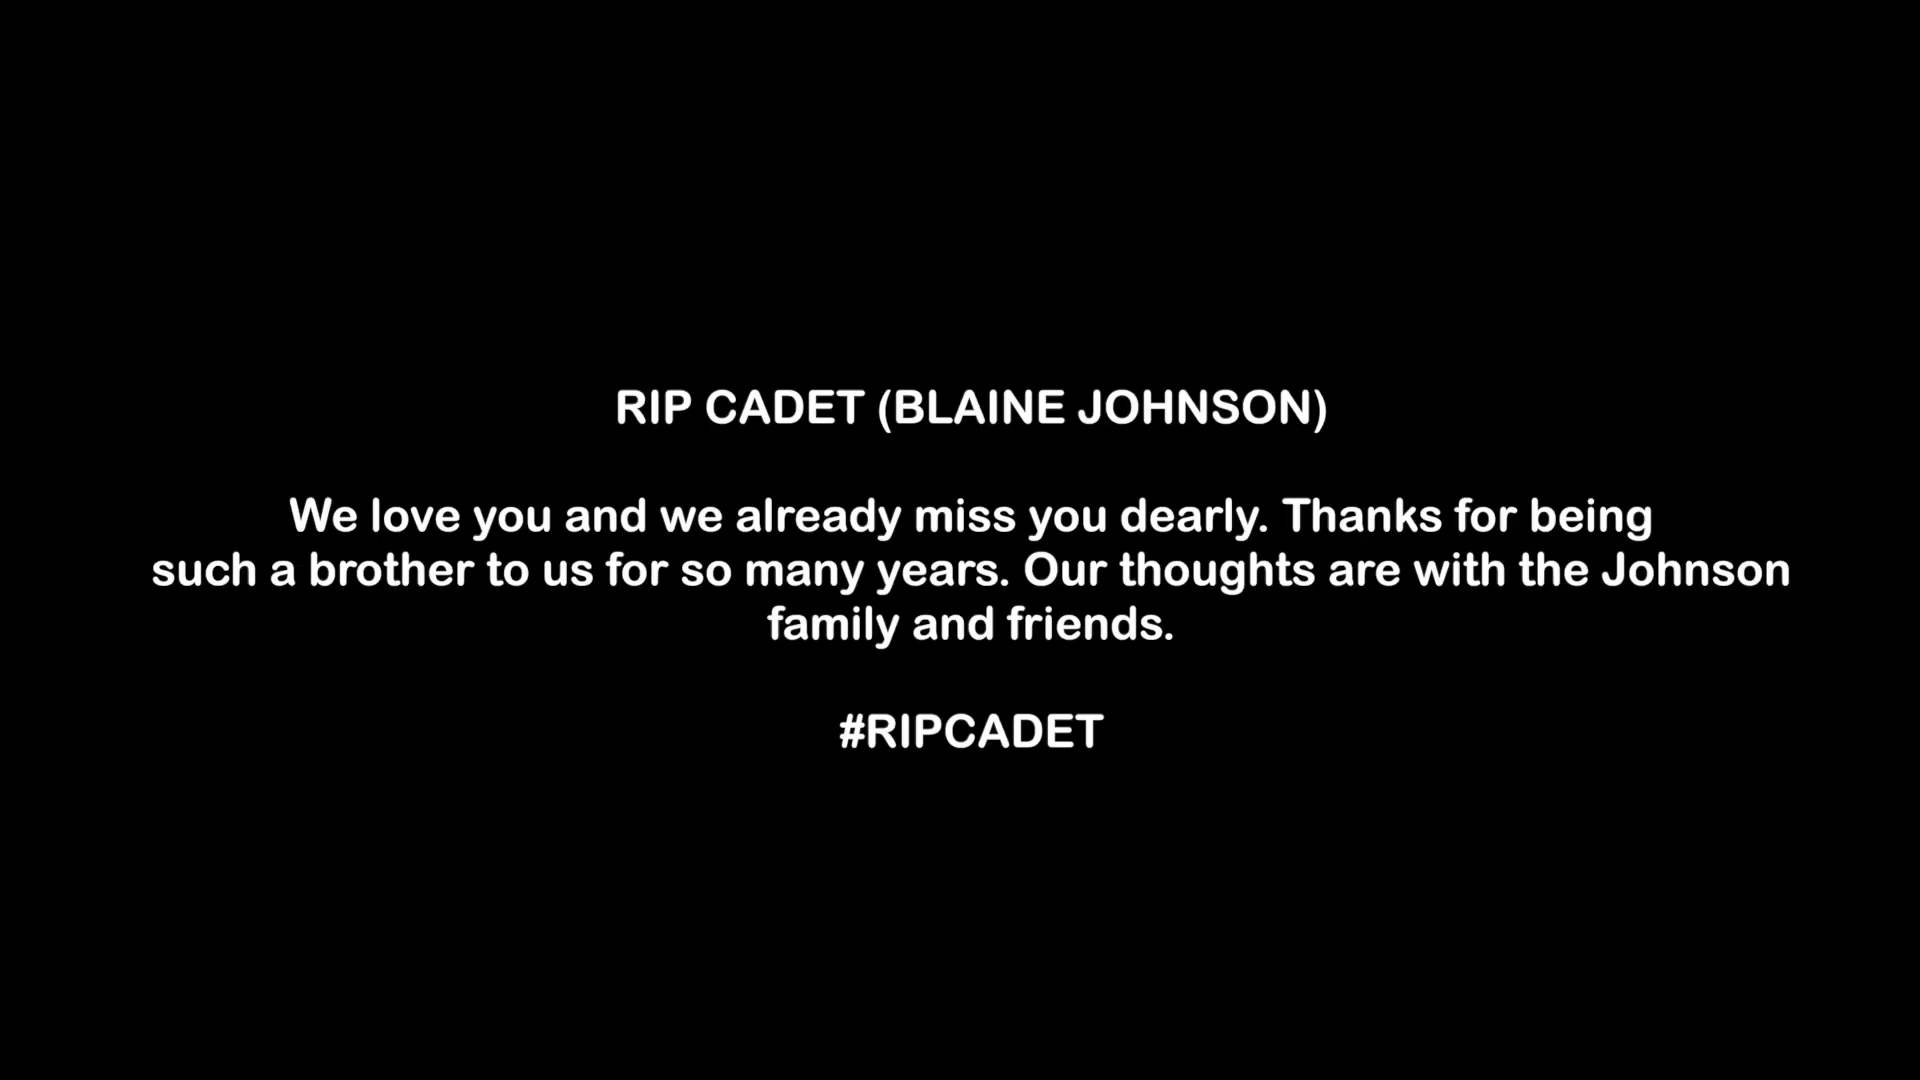 RIP CADET (BLAINE JOHNSON)
We love you and we already miss you dearly. Thanks for being
such a brother to us for so many years. Our thoughts are with the Johnson
family and friends.
#RIPCADET